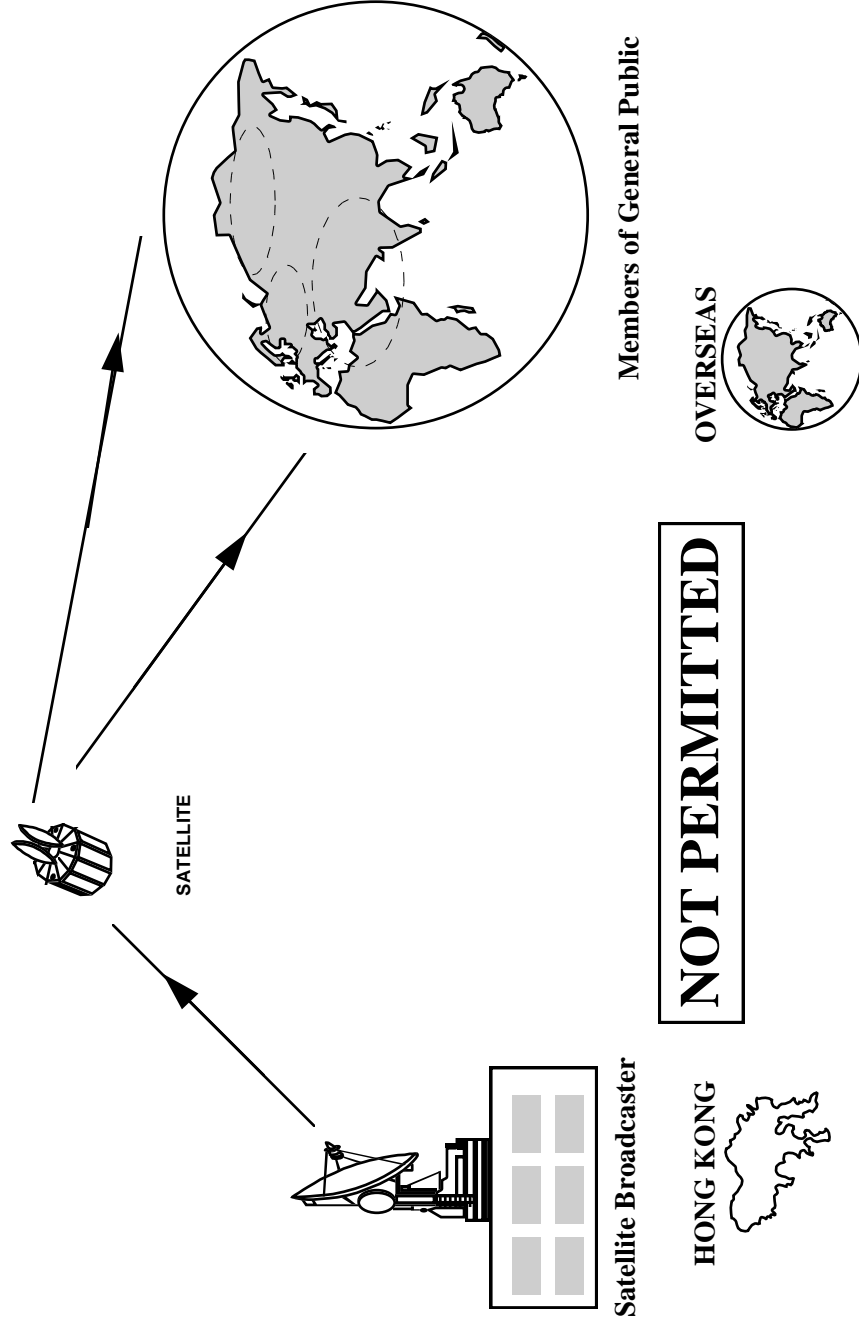 SATELLITE
Satellite Broadcaster
Members of General Public
HONG KONG
NOT PERMITTED
OVERSEAS